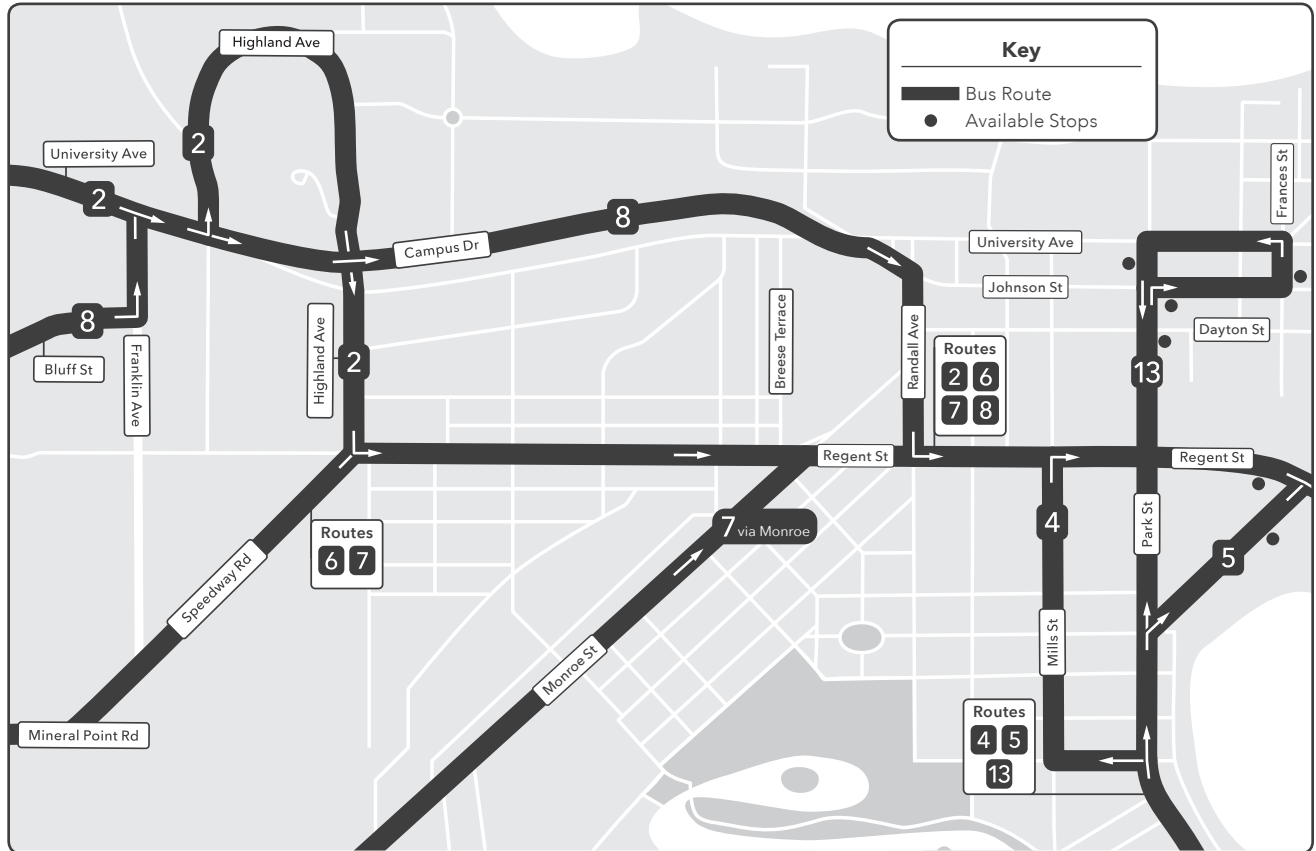 Highland Ave
Key
Bus Route
Available Stops
2
University Ave
2
8
Campus Dr
University Ave
Frances St
Johnson St
Dayton St
8
Bluff St
Franklin Ave
Highland Ave
2
Breese Terrace
Randall Ave
Routes
2 6
7 8
13
Regent St
Regent St
Routes
6 7
7 via Monroe
4
Park St
5
Speedway Rd
Monroe St
Mills St
Mineral Point Rd
Routes
4 5
13